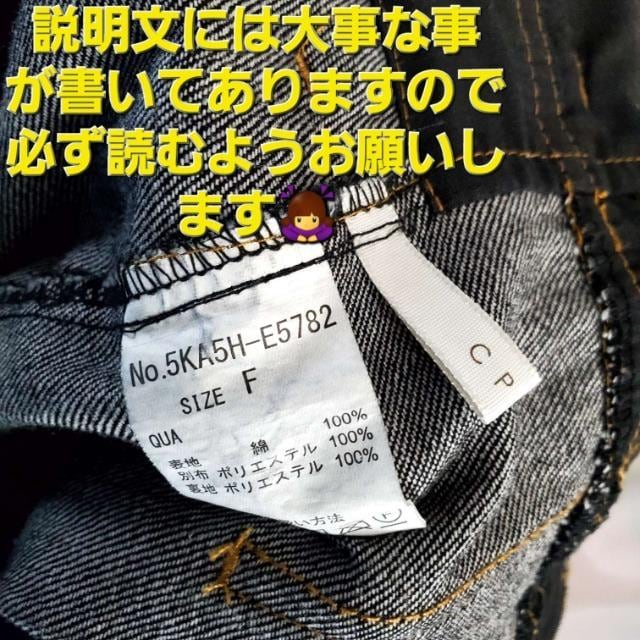 説明文には大事な事
が書いてありますので
必ず読むようお願いし
ます🙇‍♀️
No.5KA5H-E5782
SIZE F
QUA
表地 綿 100%
別布 ポリエステル 100%
裏地 ポリエステル 100%
い方法
C P